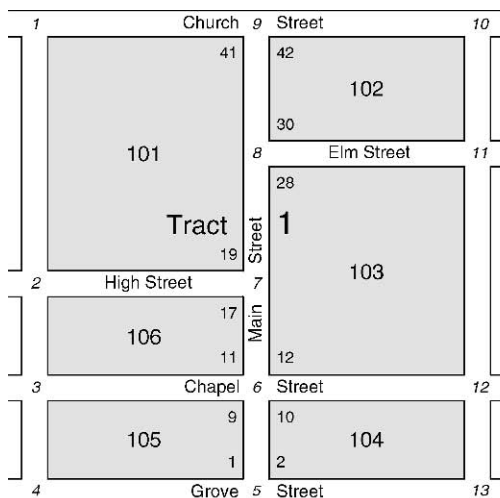 1 Church 9 Street 10
41 42
102
30
101
8 Elm Street 11
28
Tract 1
19
Street
103
2 High Street 7
17
106
Main
11 12
3 Chapel 6 Street 12
9 10
105 104
1 2
4 Grove 5 Street 13